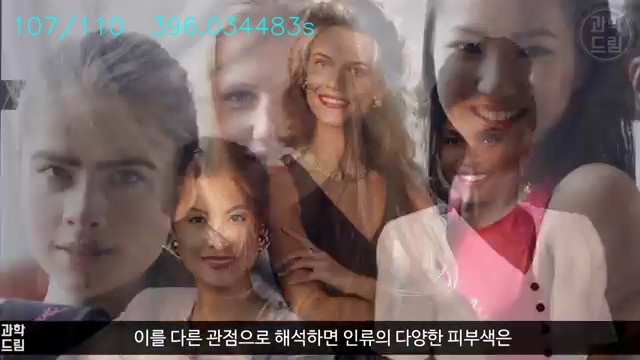 107/110 396.034483s
과학
드림
과학
드림
이를 다른 관점으로 해석하면 인류의 다양한 피부색은